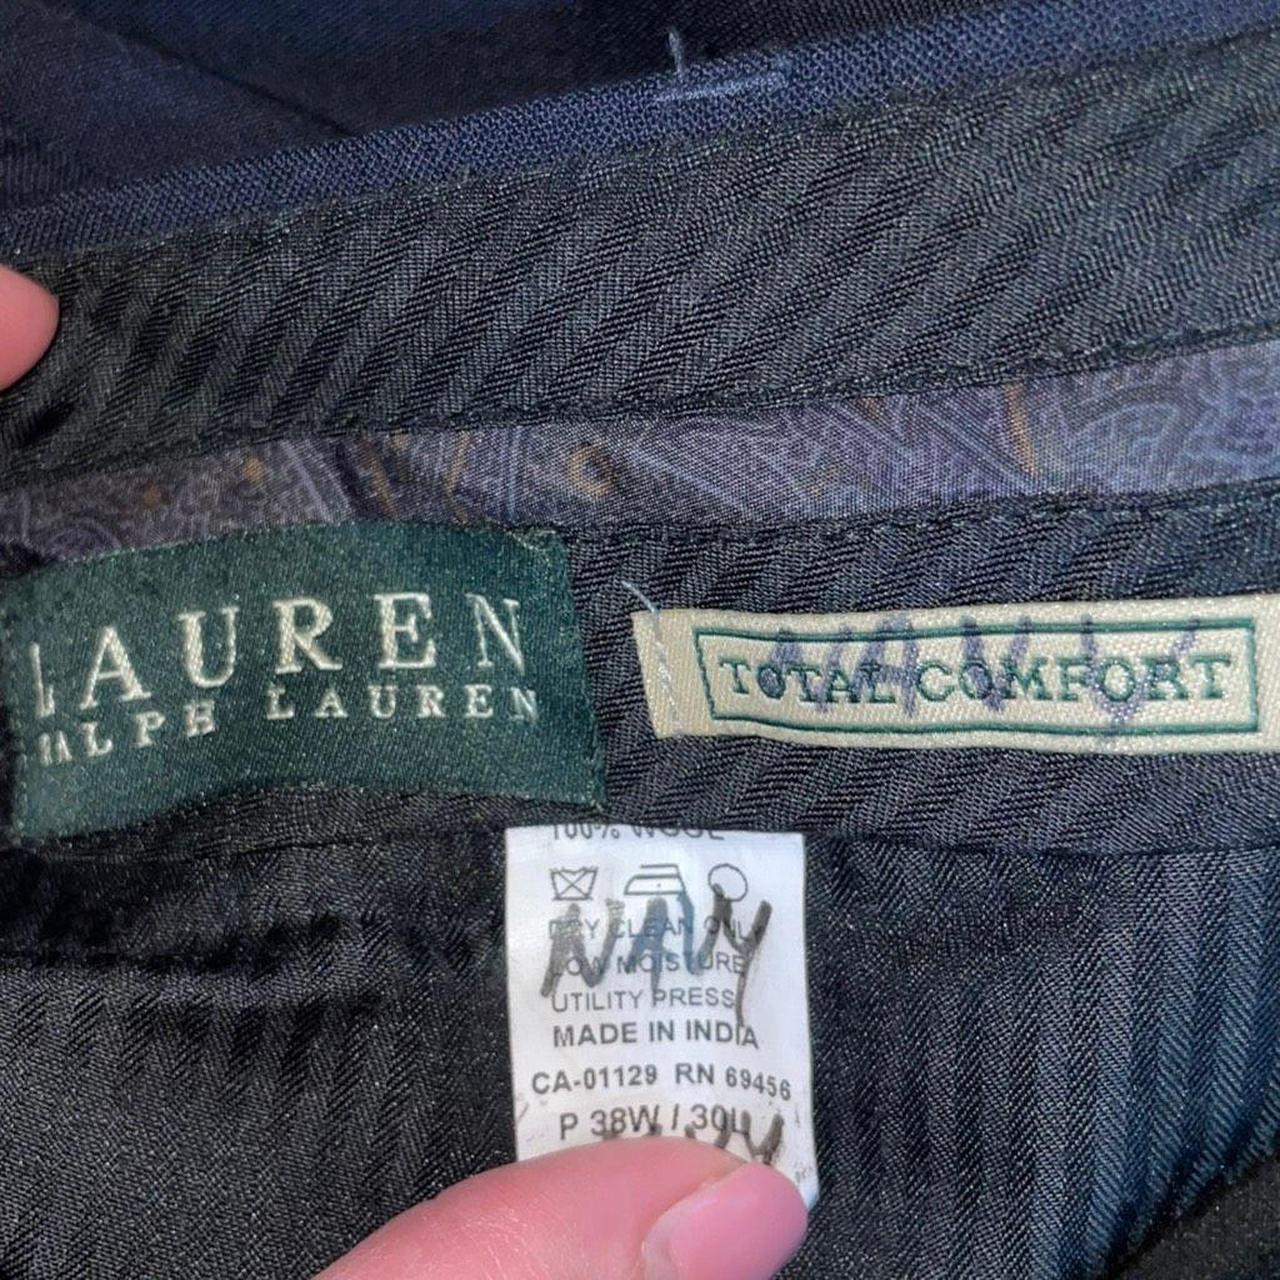 LAUREN
RALPH LAUREN
TOTAL COMFORT
NAVY
100% WOOL
DRY CLEAN ONLY
NAVY
LOW MOISTURE
UTILITY PRESS
MADE IN INDIA
CA-01129 RN 69456
P 38W / 30L